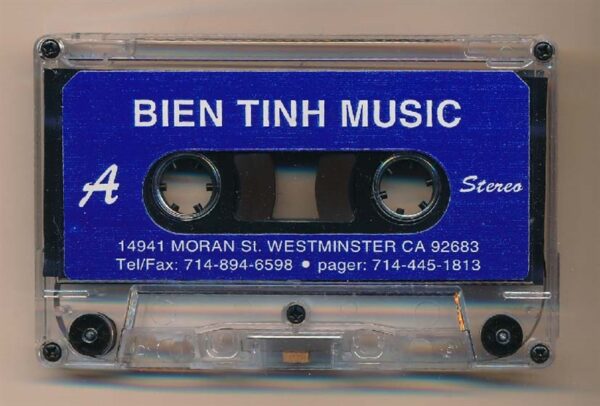 BIEN TINH MUSIC
A
Stereo
14941 MORAN St. WESTMINSTER CA 92683
Tel/Fax: 714-894-6598 • pager: 714-445-1813